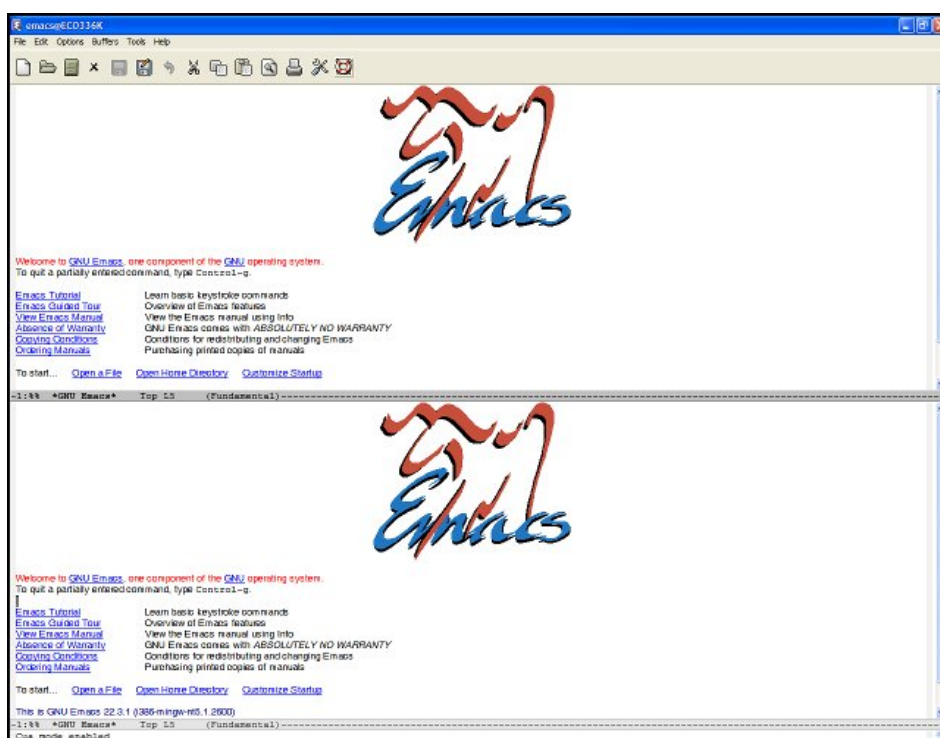 emacs@ECD336K
File Edit Options Buffers Tools Help
Emacs
Welcome to GNU Emacs, one component of the GNU operating system.
To quit a partially entered command, type Control-g.
Emacs Tutorial Learn basic keystroke commands
Emacs Guided Tour Overview of Emacs features
View Emacs Manual View the Emacs manual using Info
Absence of Warranty GNU Emacs comes with ABSOLUTELY NO WARRANTY
Copying Conditions Conditions for redistributing and changing Emacs
Ordering Manuals Purchasing printed copies of manuals
To start... Open a File Open Home Directory Customize Startup
-1:%% *GNU Emacs* Top L5 (Fundamental)
Emacs
Welcome to GNU Emacs, one component of the GNU operating system.
To quit a partially entered command, type Control-g.
Emacs Tutorial Learn basic keystroke commands
Emacs Guided Tour Overview of Emacs features
View Emacs Manual View the Emacs manual using Info
Absence of Warranty GNU Emacs comes with ABSOLUTELY NO WARRANTY
Copying Conditions Conditions for redistributing and changing Emacs
Ordering Manuals Purchasing printed copies of manuals
To start... Open a File Open Home Directory Customize Startup
This is GNU Emacs 22.3.1 (i386-mingw-nt5.1.2600)
-1:%% *GNU Emacs* Top L5 (Fundamental)
Cua mode enabled